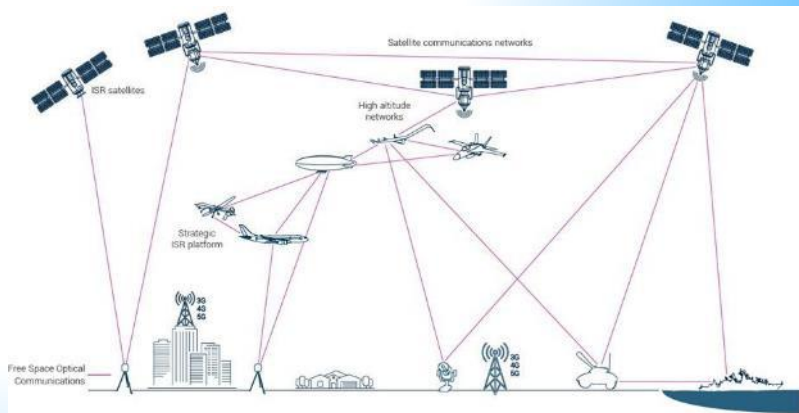 Satellite communications networks
ISR satellites
High altitude
networks
Strategic
ISR platform
3G
4G
5G
3G
4G
5G
Free Space Optical
Communications